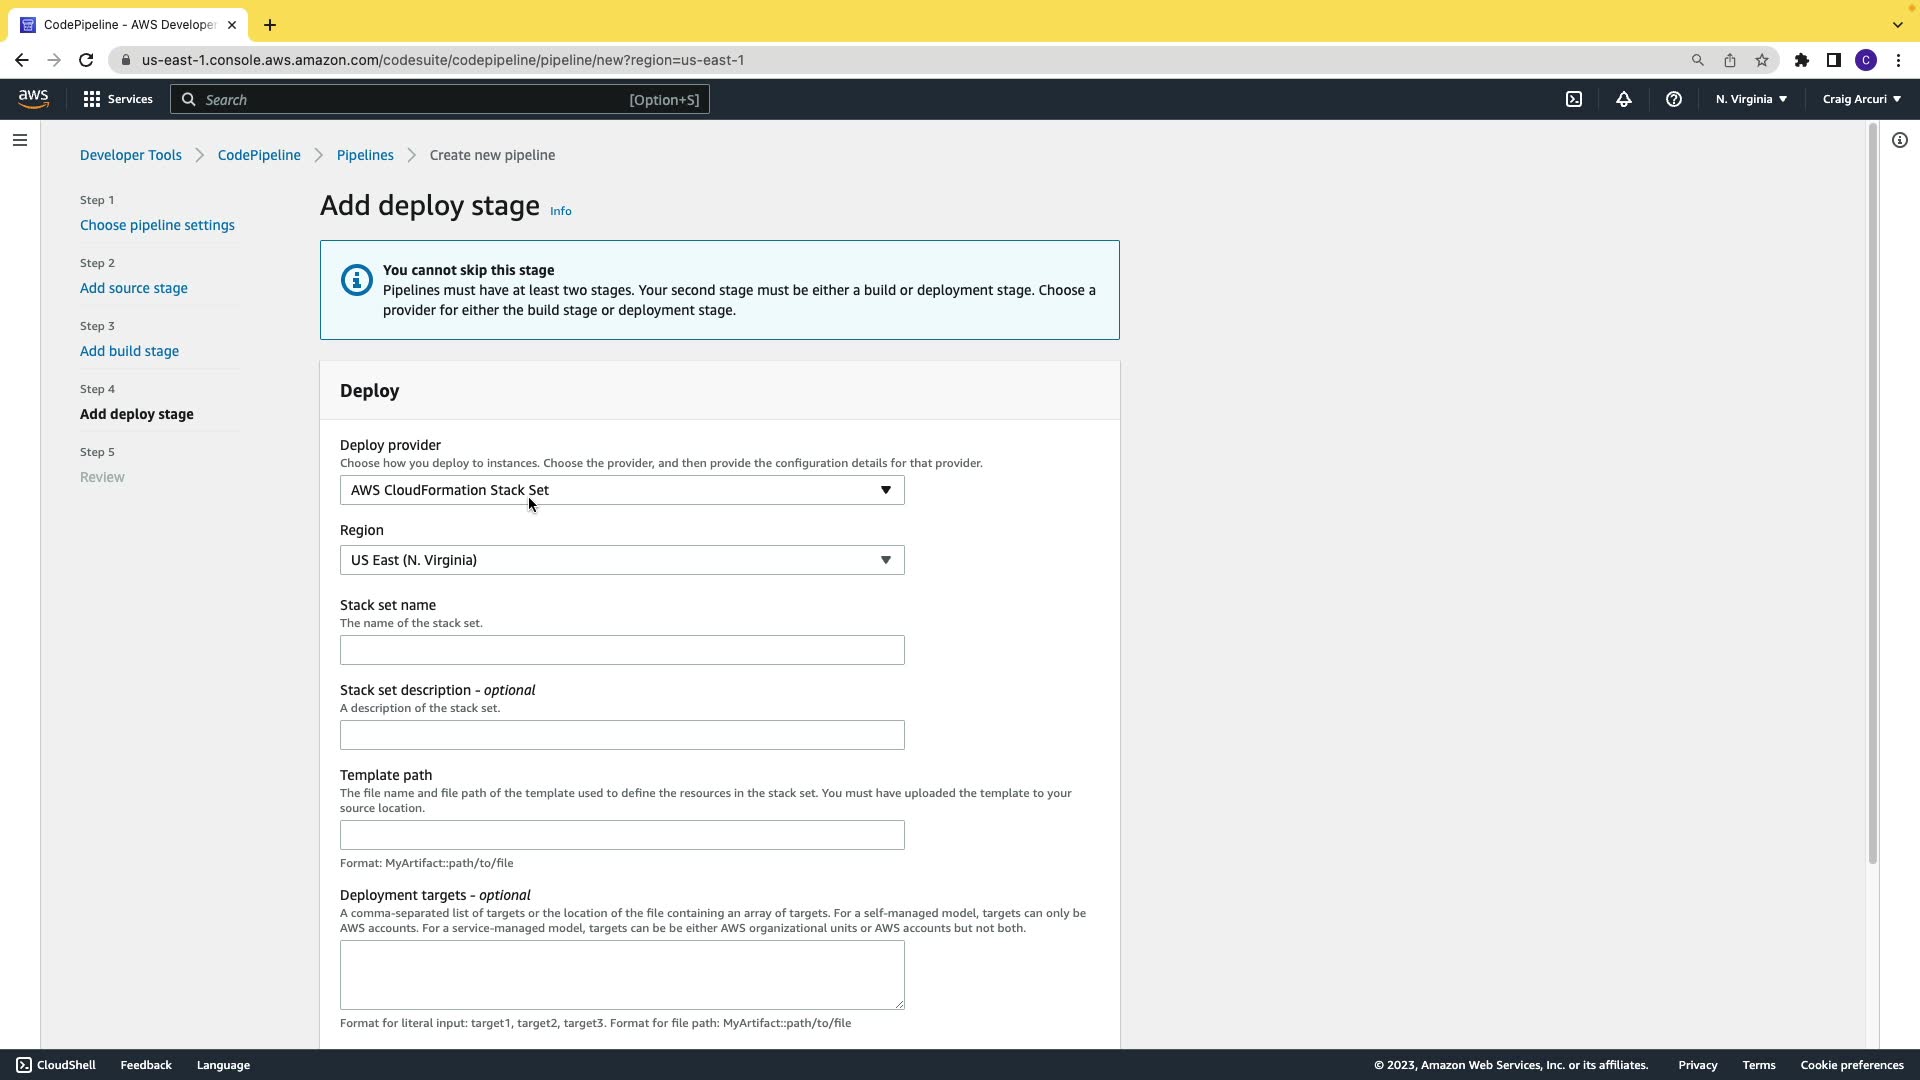 CodePipeline - AWS Developer
us-east-1.console.aws.amazon.com/codesuite/codepipeline/pipeline/new?region=us-east-1
C
aws
Services
Search
[Option+S]
N. Virginia
Craig Arcuri
Developer Tools
CodePipeline
Pipelines
Create new pipeline
Step 1
Choose pipeline settings
Step 2
Add source stage
Step 3
Add build stage
Step 4
Add deploy stage
Step 5
Review
Add deploy stage Info
You cannot skip this stage
Pipelines must have at least two stages. Your second stage must be either a build or deployment stage. Choose a
provider for either the build stage or deployment stage.
Deploy
Deploy provider
Choose how you deploy to instances. Choose the provider, and then provide the configuration details for that provider.
AWS CloudFormation Stack Set
Region
US East (N. Virginia)
Stack set name
The name of the stack set.
Stack set description - optional
A description of the stack set.
Template path
The file name and file path of the template used to define the resources in the stack set. You must have uploaded the template to your
source location.
Format: MyArtifact::path/to/file
Deployment targets - optional
A comma-separated list of targets or the location of the file containing an array of targets. For a self-managed model, targets can only be
AWS accounts. For a service-managed model, targets can be be either AWS organizational units or AWS accounts but not both.
Format for literal input: target1, target2, target3. Format for file path: MyArtifact::path/to/file
CloudShell
Feedback
Language
© 2023, Amazon Web Services, Inc. or its affiliates.
Privacy
Terms
Cookie preferences